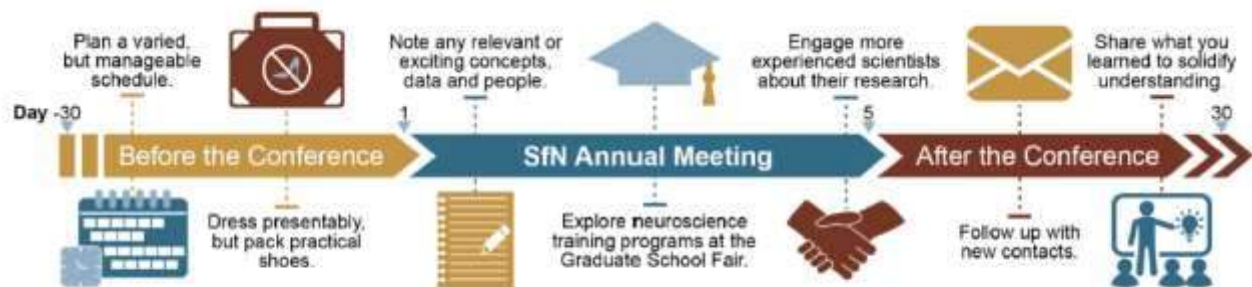 Plan a varied,
but manageable
schedule.
Note any relevant or
exciting concepts,
data and people.
Engage more
experienced scientists
about their research.
Share what you
learned to solidify
understanding.
Day -30
1
5
30
Before the Conference
SfN Annual Meeting
After the Conference
Dress presentably,
but pack practical
shoes.
Explore neuroscience
training programs at the
Graduate School Fair.
Follow up with
new contacts.